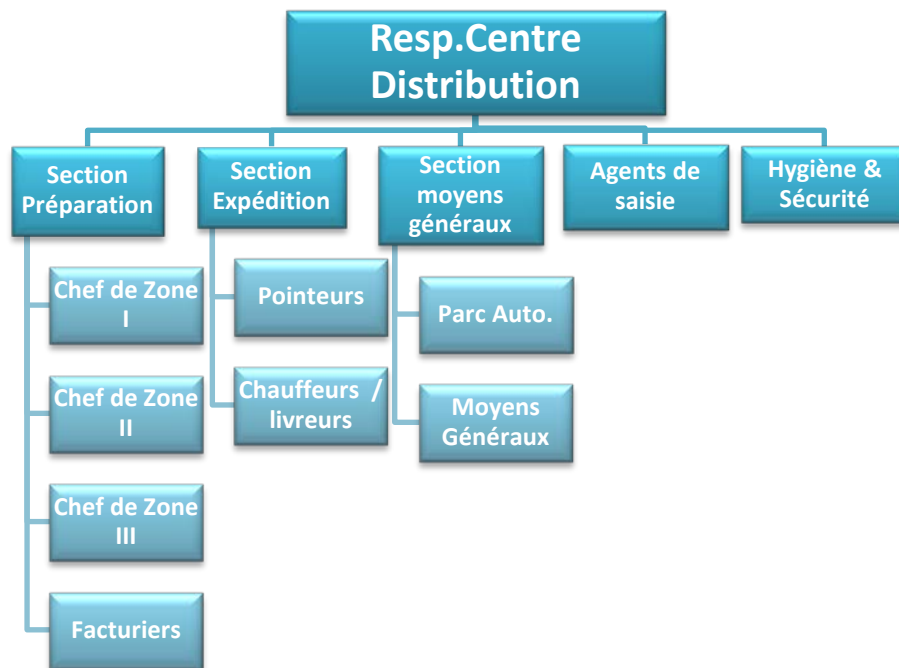 Resp.Centre
Distribution
Section
Préparation
Section
Expédition
Section
moyens
généraux
Agents de
saisie
Hygiène &
Sécurité
Chef de Zone
I
Chef de Zone
II
Chef de Zone
III
Facturiers
Pointeurs
Chauffeurs /
livreurs
Parc Auto.
Moyens
Généraux